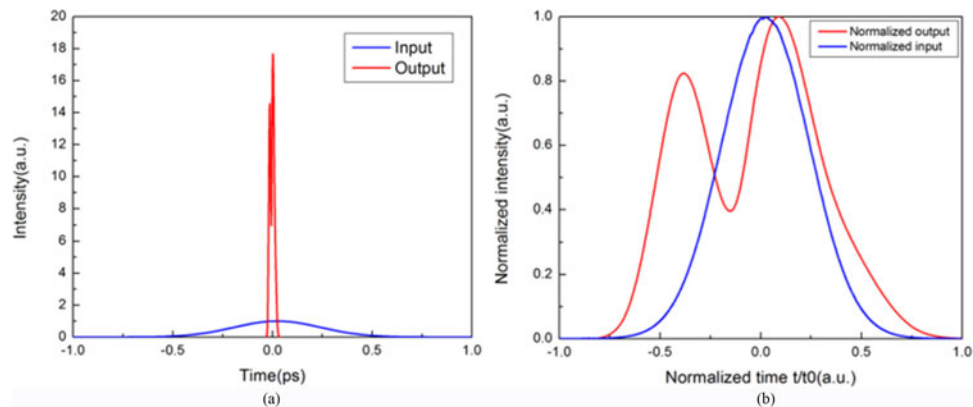 20
18
16
14
12
10
8
6
4
2
0
Intensity(a.u.)
Input
Output
-1.0
-0.5
0.0
0.5
1.0
Time(ps)
(a)
1.0
0.8
0.6
0.4
0.2
0.0
Normalized intensity(a.u.)
Normalized output
Normalized input
-1.0
-0.5
0.0
0.5
1.0
Normalized time t/t0(a.u.)
(b)